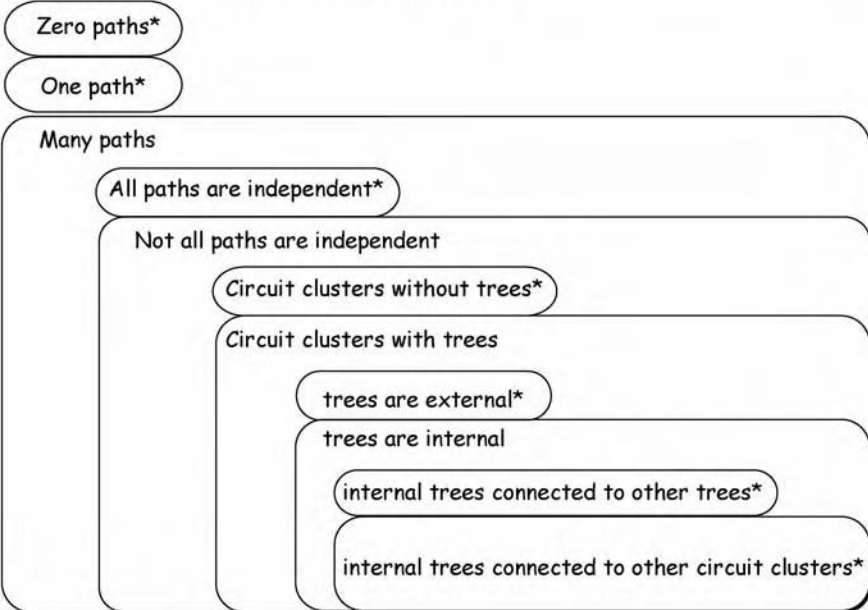 Zero paths*
One path*
Many paths
All paths are independent*
Not all paths are independent
Circuit clusters without trees*
Circuit clusters with trees
trees are external*
trees are internal
internal trees connected to other trees*
internal trees connected to other circuit clusters*